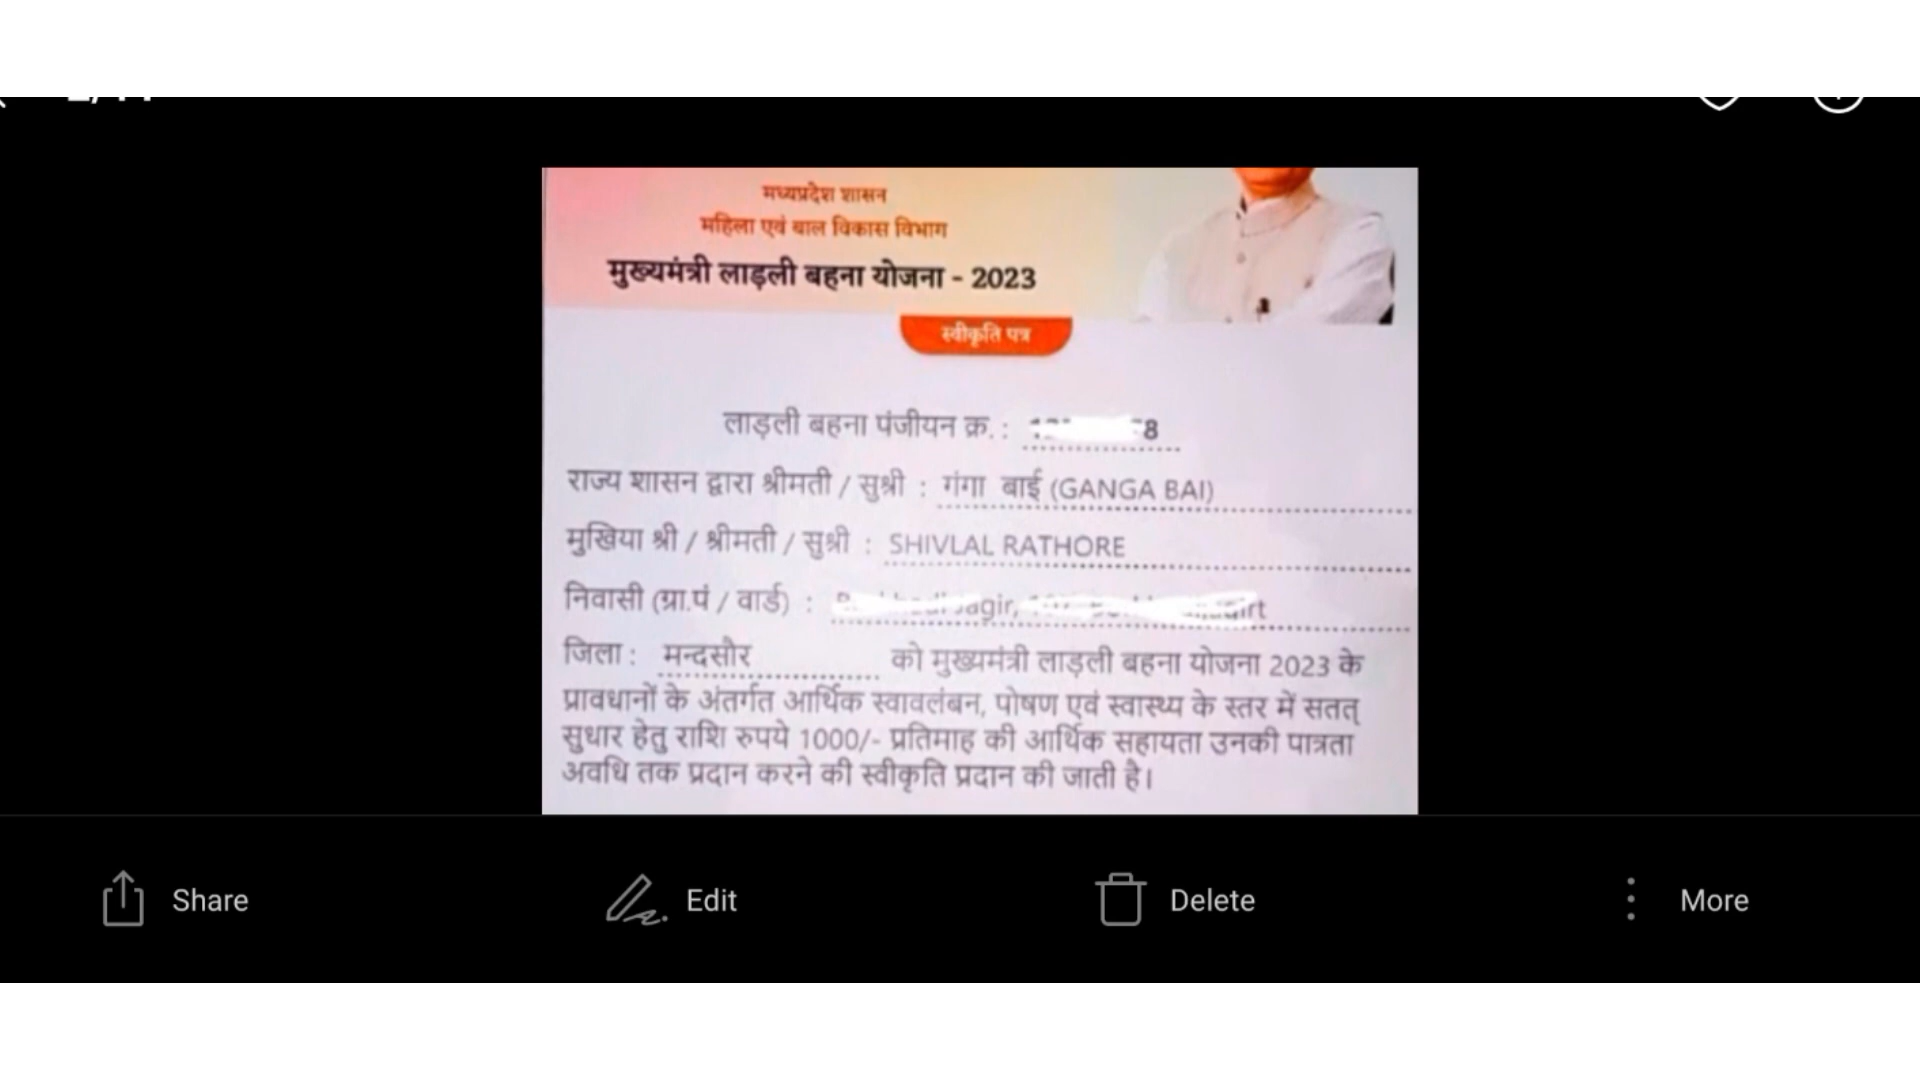 मध्यप्रदेश शासन
महिला एवं बाल विकास विभाग
मुख्यमंत्री लाड़ली बहना योजना - 2023
स्वीकृति पत्र
लाड़ली बहना पंजीयन क्र. : 8
राज्य शासन द्वारा श्रीमती / सुश्री : गंगा बाई (GANGA BAI)
मुखिया श्री / श्रीमती / सुश्री : SHIVLAL RATHORE
निवासी (ग्रा.पं / वार्ड) :
जिला : मन्दसौर को मुख्यमंत्री लाड़ली बहना योजना 2023 के
प्रावधानों के अंतर्गत आर्थिक स्वावलंबन, पोषण एवं स्वास्थ्य के स्तर में सतत्
सुधार हेतु राशि रुपये 1000/- प्रतिमाह की आर्थिक सहायता उनकी पात्रता
अवधि तक प्रदान करने की स्वीकृति प्रदान की जाती है।
Share Edit Delete More